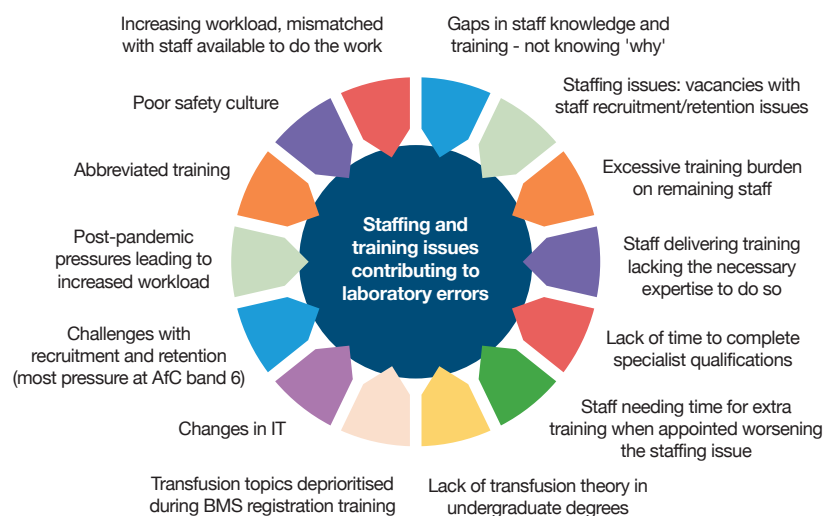 Increasing workload, mismatched
with staff available to do the work
Gaps in staff knowledge and
training - not knowing 'why'
Staffing issues: vacancies with
staff recruitment/retention issues
Excessive training burden
on remaining staff
Staff delivering training
lacking the necessary
expertise to do so
Lack of time to complete
specialist qualifications
Staff needing time for extra
training when appointed worsening
the staffing issue
Lack of transfusion theory in
undergraduate degrees
Transfusion topics deprioritised
during BMS registration training
Changes in IT
Challenges with
recruitment and retention
(most pressure at AfC band 6)
Post-pandemic
pressures leading to
increased workload
Abbreviated training
Poor safety culture
Staffing and
training issues
contributing to
laboratory errors